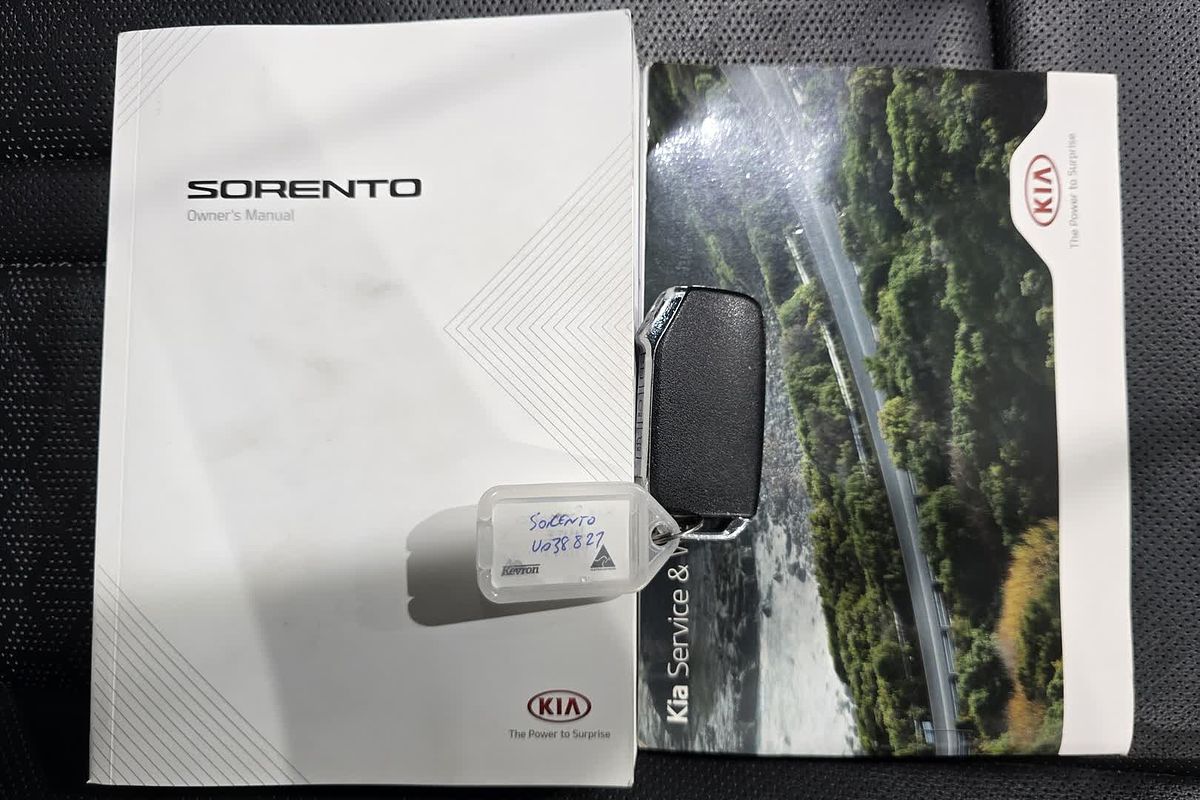 SORENTO
Owner's Manual
SORENTO
U038827
Kevron
KIA
The Power to Surprise
Kia Service &
KIA
The Power to Surprise